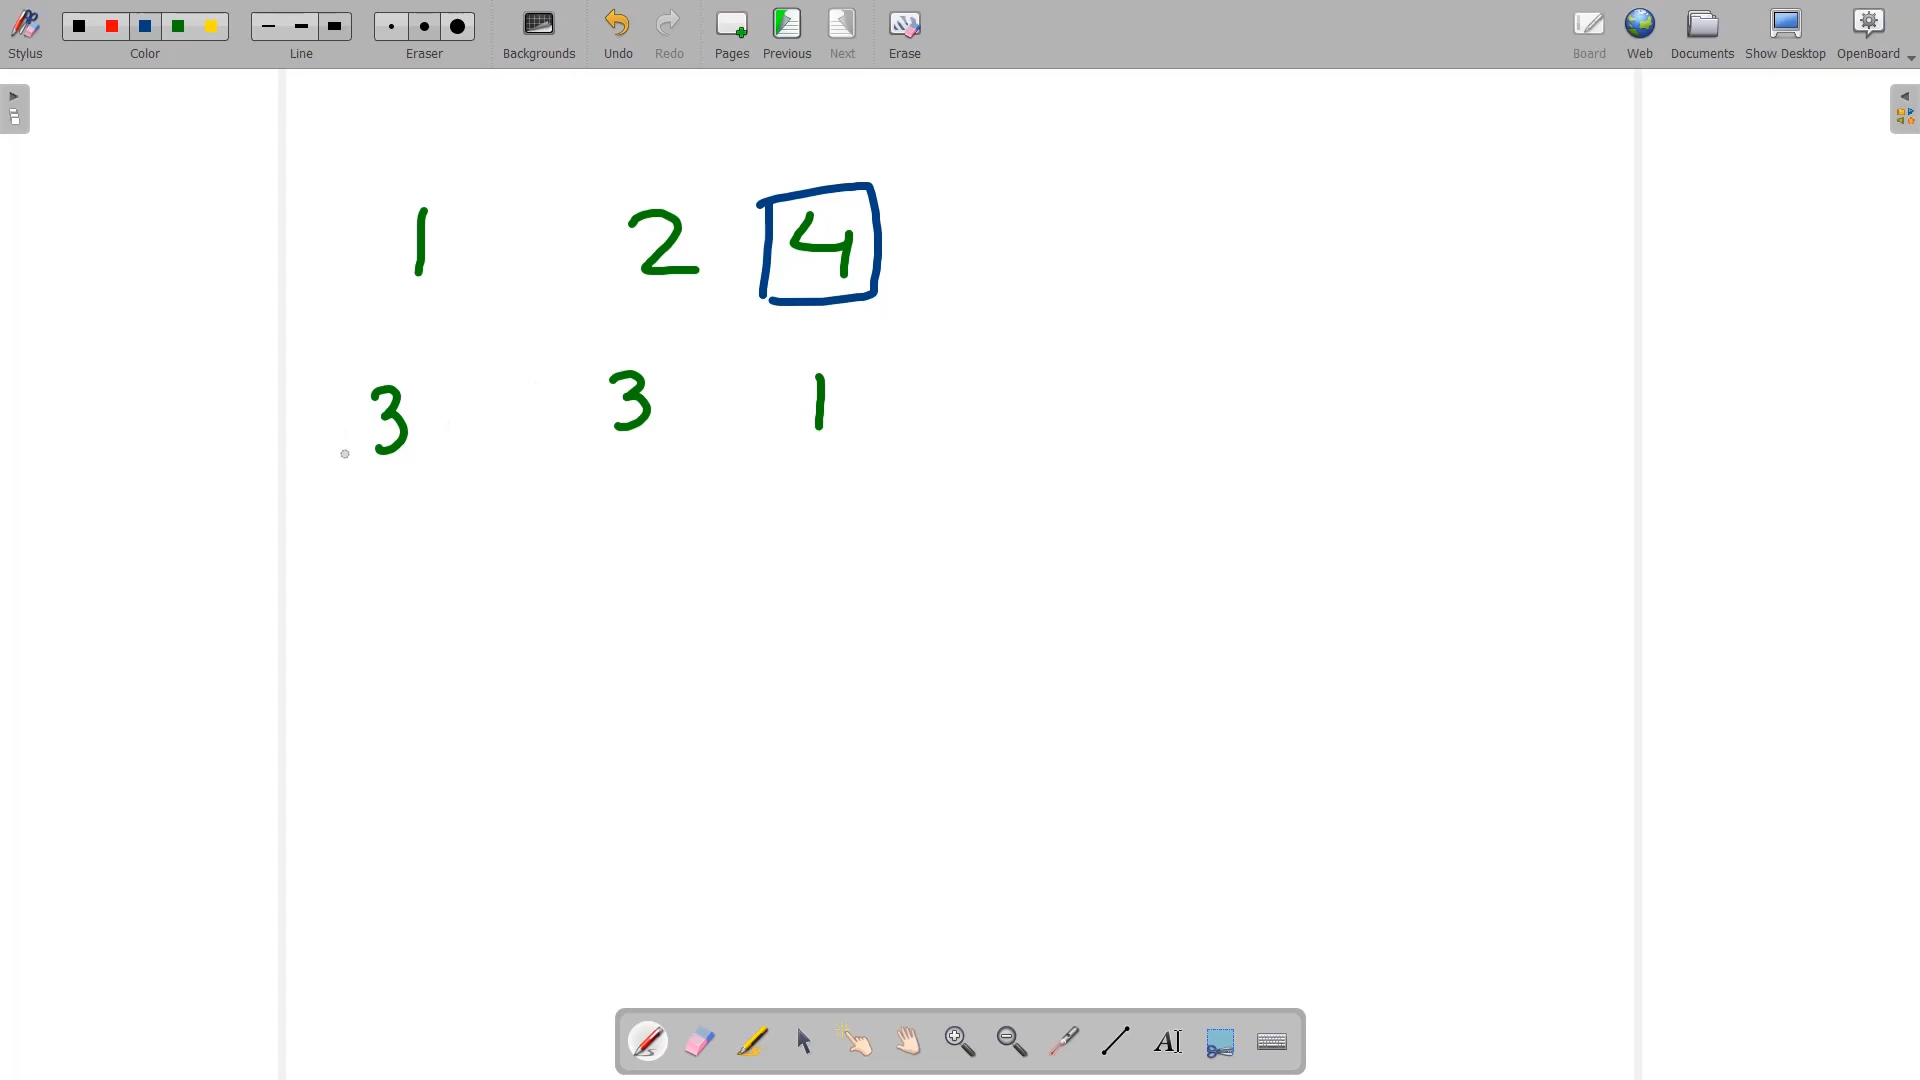 Stylus Color Line Eraser Backgrounds Undo Redo Pages Previous Next Erase Board Web Documents Show Desktop OpenBoard
1 2 4
3 3 1
A